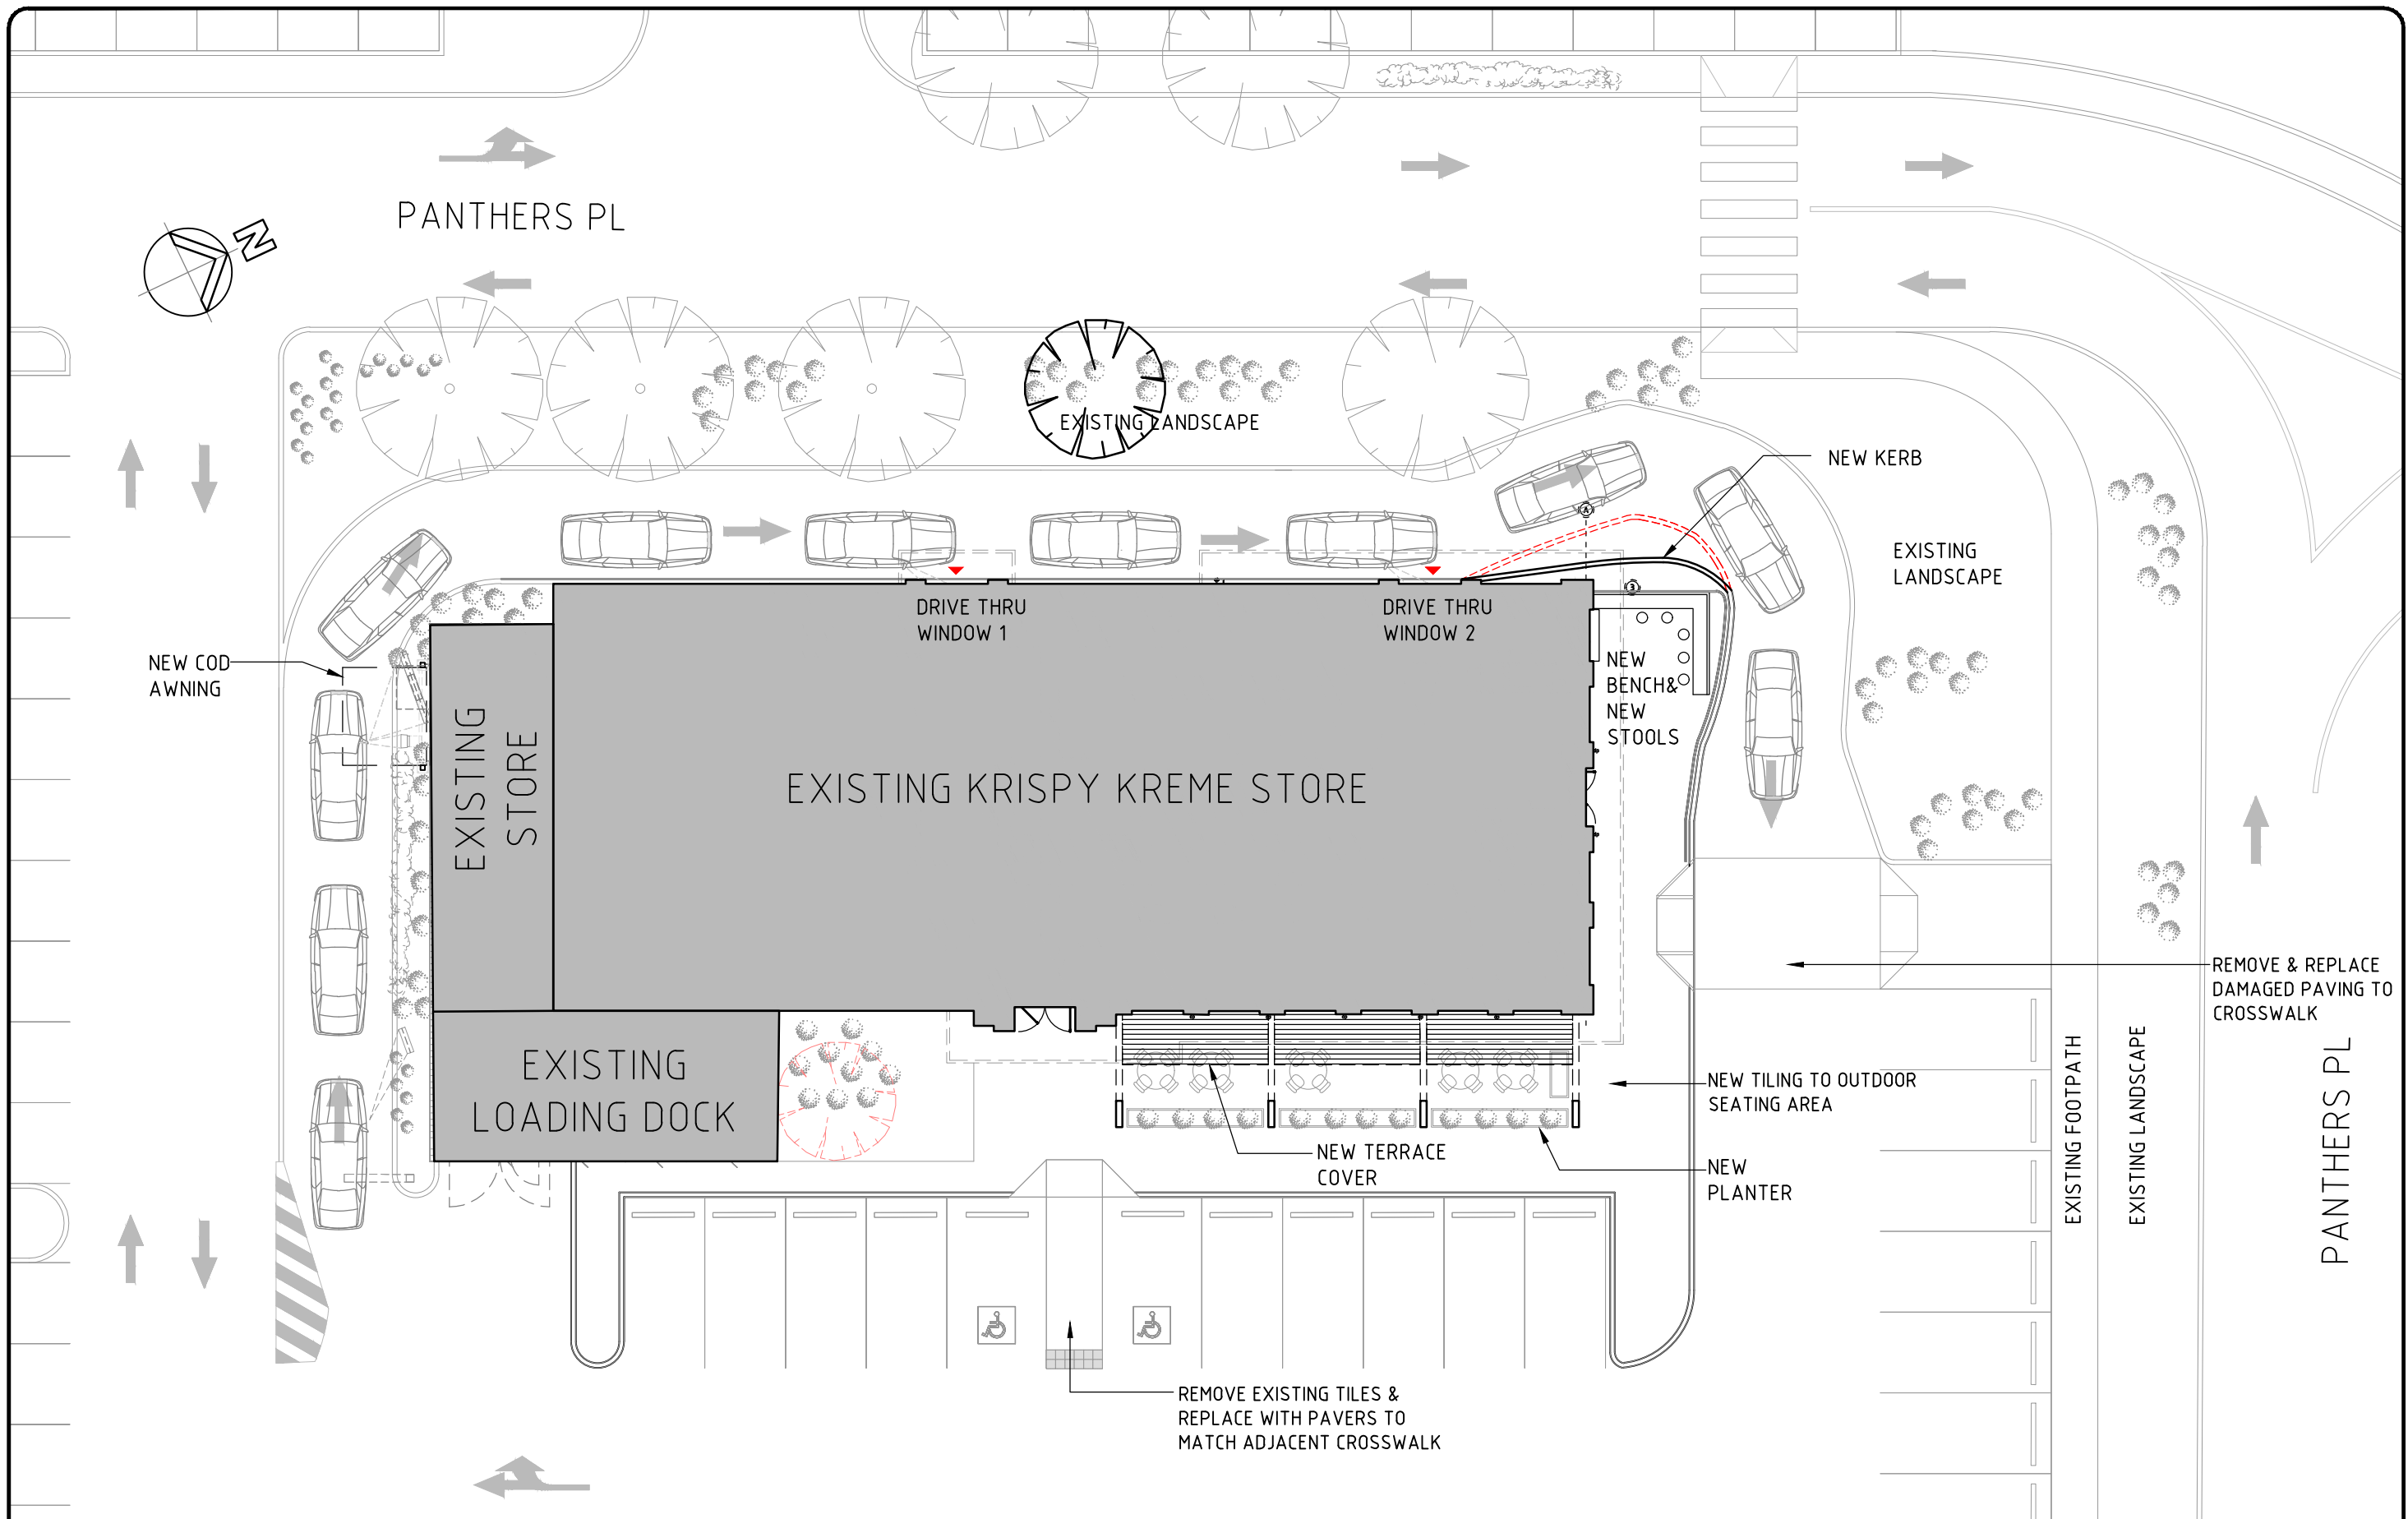 PANTHERS PL
N
EXISTING LANDSCAPE
NEW KERB
A
EXISTING
LANDSCAPE
3
DRIVE THRU
WINDOW 1
DRIVE THRU
WINDOW 2
NEW COD
AWNING
NEW
BENCH&
NEW
STOOLS
EXISTING
STORE
EXISTING KRISPY KREME STORE
REMOVE & REPLACE
DAMAGED PAVING TO
CROSSWALK
EXISTING
LOADING DOCK
NEW TILING TO OUTDOOR
SEATING AREA
NEW TERRACE
COVER
NEW
PLANTER
EXISTING FOOTPATH
EXISTING LANDSCAPE
PANTHERS PL
REMOVE EXISTING TILES &
REPLACE WITH PAVERS TO
MATCH ADJACENT CROSSWALK